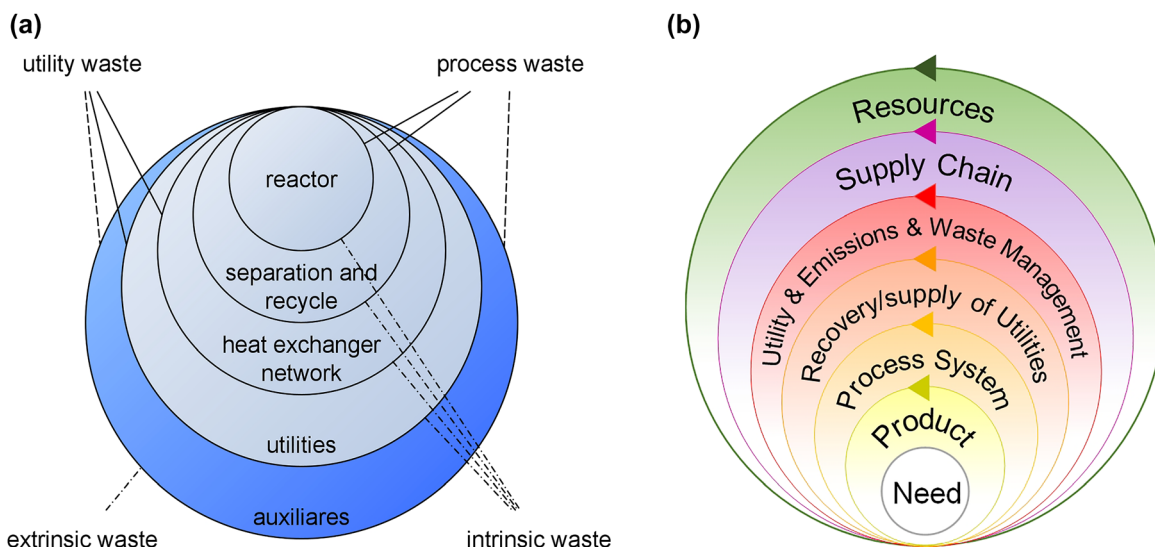 (a)
utility waste
process waste
reactor
separation and
recycle
heat exchanger
network
utilities
auxiliares
extrinsic waste
intrinsic waste
(b)
Resources
Supply Chain
Utility & Emissions & Waste Management
Recovery/supply of Utilities
Process System
Product
Need